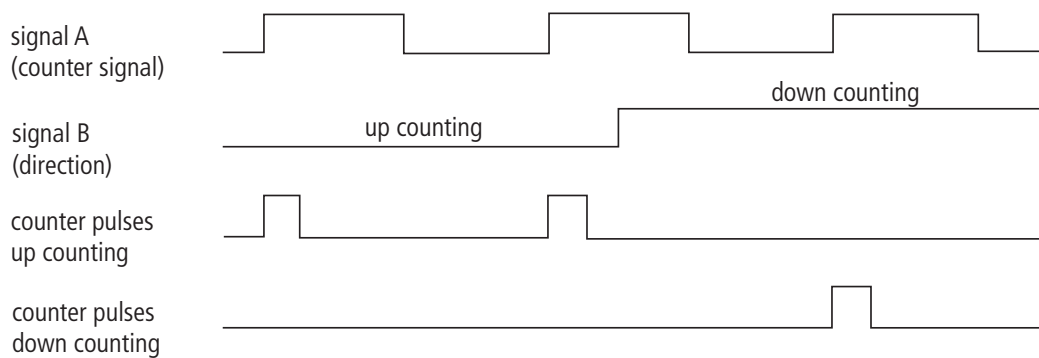 signal A
(counter signal)
down counting
signal B
(direction)
up counting
counter pulses
up counting
counter pulses
down counting